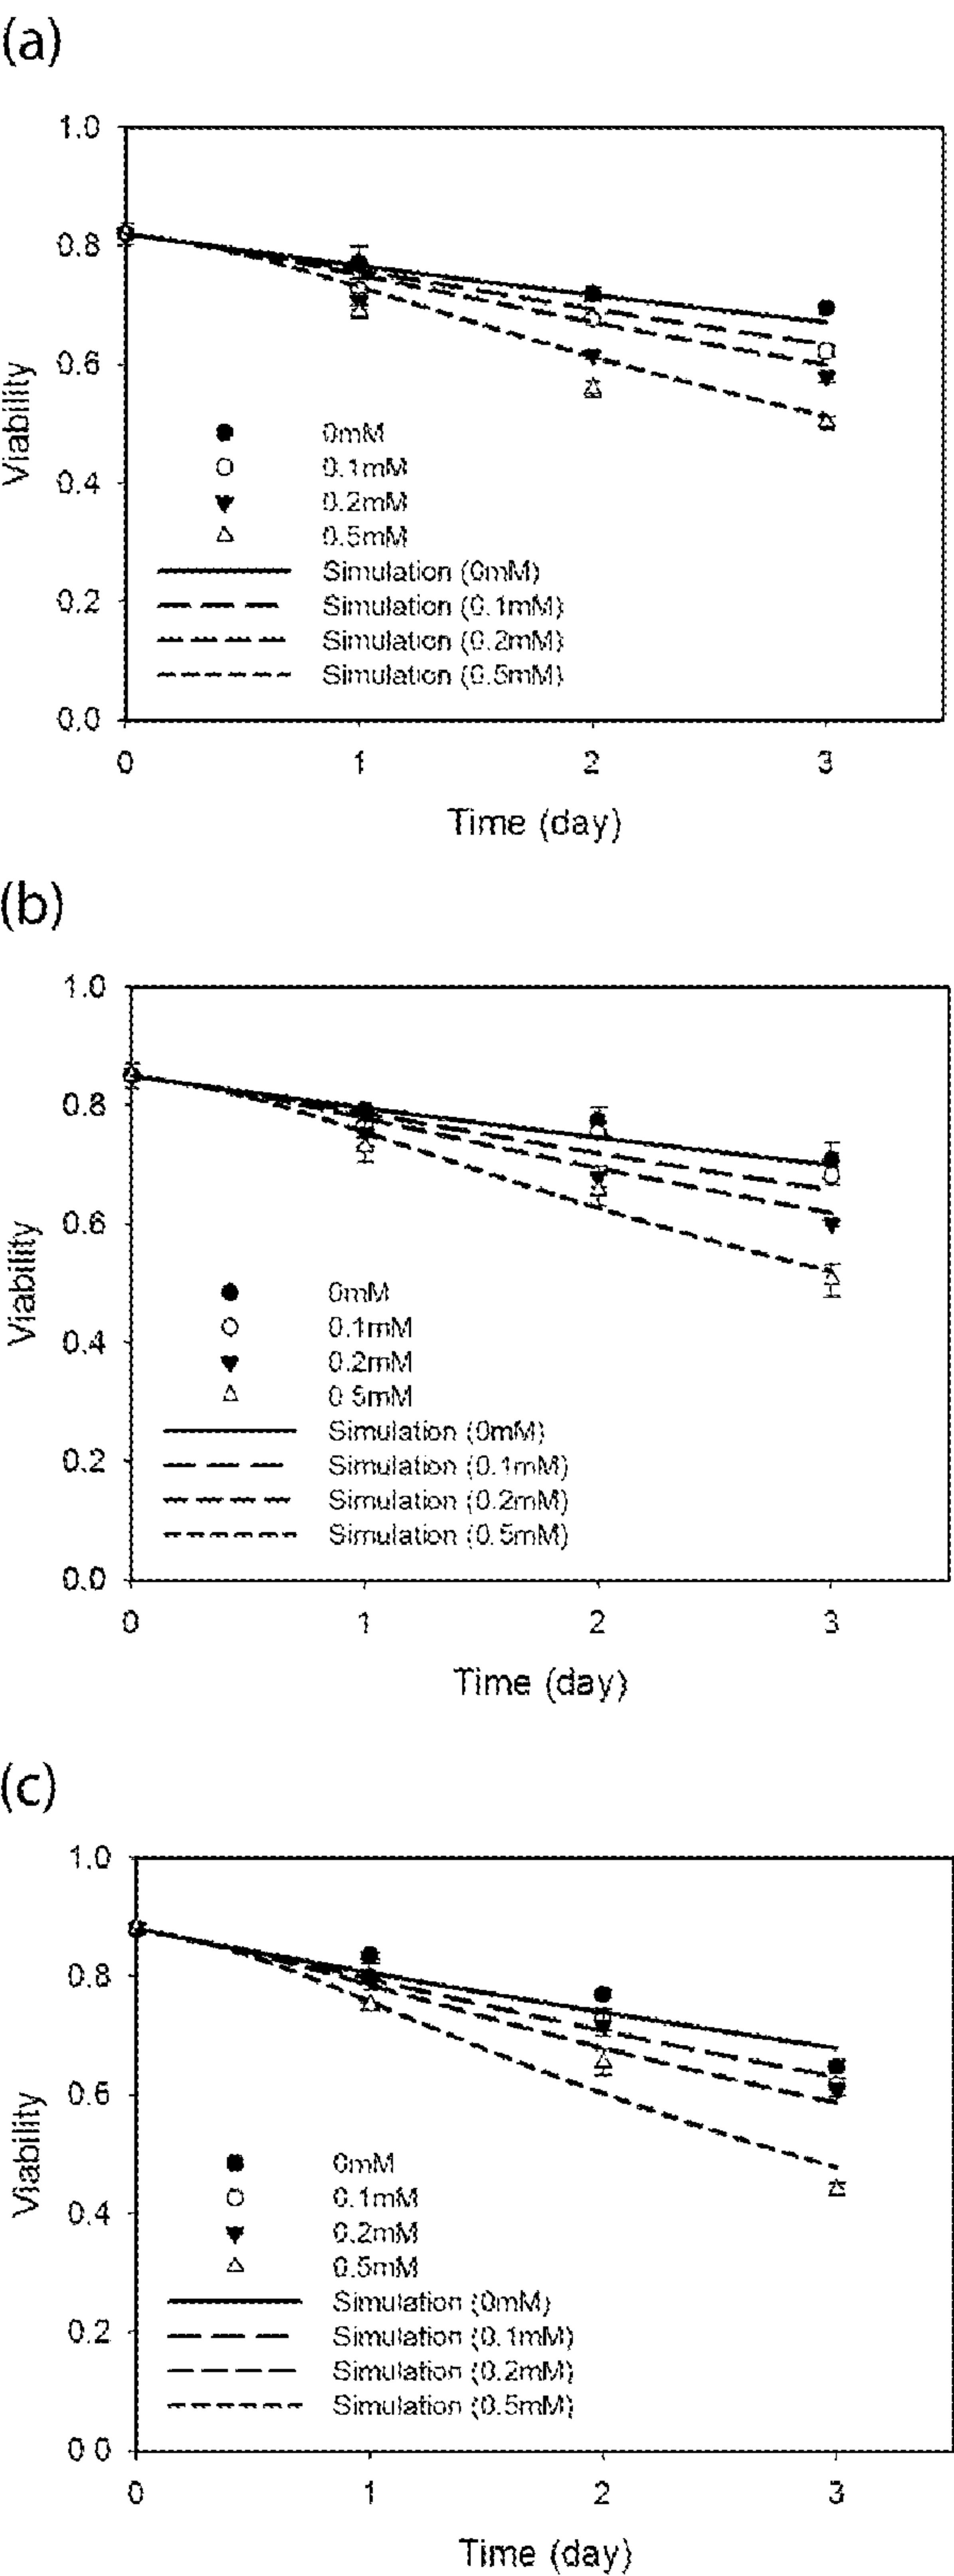 (a)
1.0
0.8
0.6
0.4
0.2
0.0
Viability
0mM
0.1mM
0.2mM
0.5mM
Simulation (0mM)
Simulation (0.1mM)
Simulation (0.2mM)
Simulation (0.5mM)
0 1 2 3
Time (day)
(b)
1.0
0.8
0.6
0.4
0.2
0.0
Viability
0mM
0.1mM
0.2mM
0.5mM
Simulation (0mM)
Simulation (0.1mM)
Simulation (0.2mM)
Simulation (0.5mM)
0 1 2 3
Time (day)
(c)
1.0
0.8
0.6
0.4
0.2
0.0
Viability
0mM
0.1mM
0.2mM
0.5mM
Simulation (0mM)
Simulation (0.1mM)
Simulation (0.2mM)
Simulation (0.5mM)
0 1 2 3
Time (day)